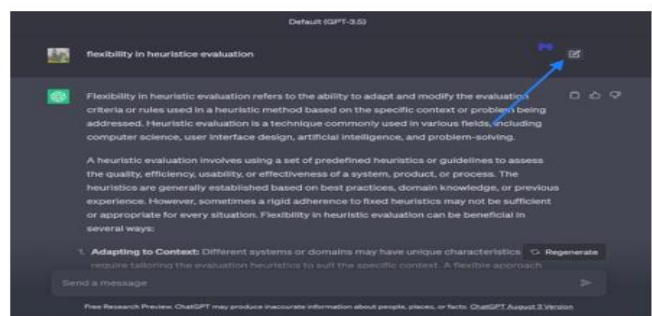 Default (GPT-3.5)
flexibility in heuristice evaluation
Flexibility in heuristic evaluation refers to the ability to adapt and modify the evaluation
criteria or rules used in a heuristic method based on the specific context or problem being
addressed. Heuristic evaluation is a technique commonly used in various fields, including
computer science, user interface design, artificial intelligence, and problem-solving.
A heuristic evaluation involves using a set of predefined heuristics or guidelines to assess
the quality, efficiency, usability, or effectiveness of a system, product, or process. The
heuristics are generally established based on best practices, domain knowledge, or previous
experience. However, sometimes a rigid adherence to fixed heuristics may not be sufficient
or appropriate for every situation. Flexibility in heuristic evaluation can be beneficial in
several ways:
1. Adapting to Context: Different systems or domains may have unique characteristics
Regenerate
require tailoring the evaluation heuristics to suit the specific context. A flexible approach
Send a message
Free Research Preview. ChatGPT may produce inaccurate information about people, places, or facts. ChatGPT August 3 Version